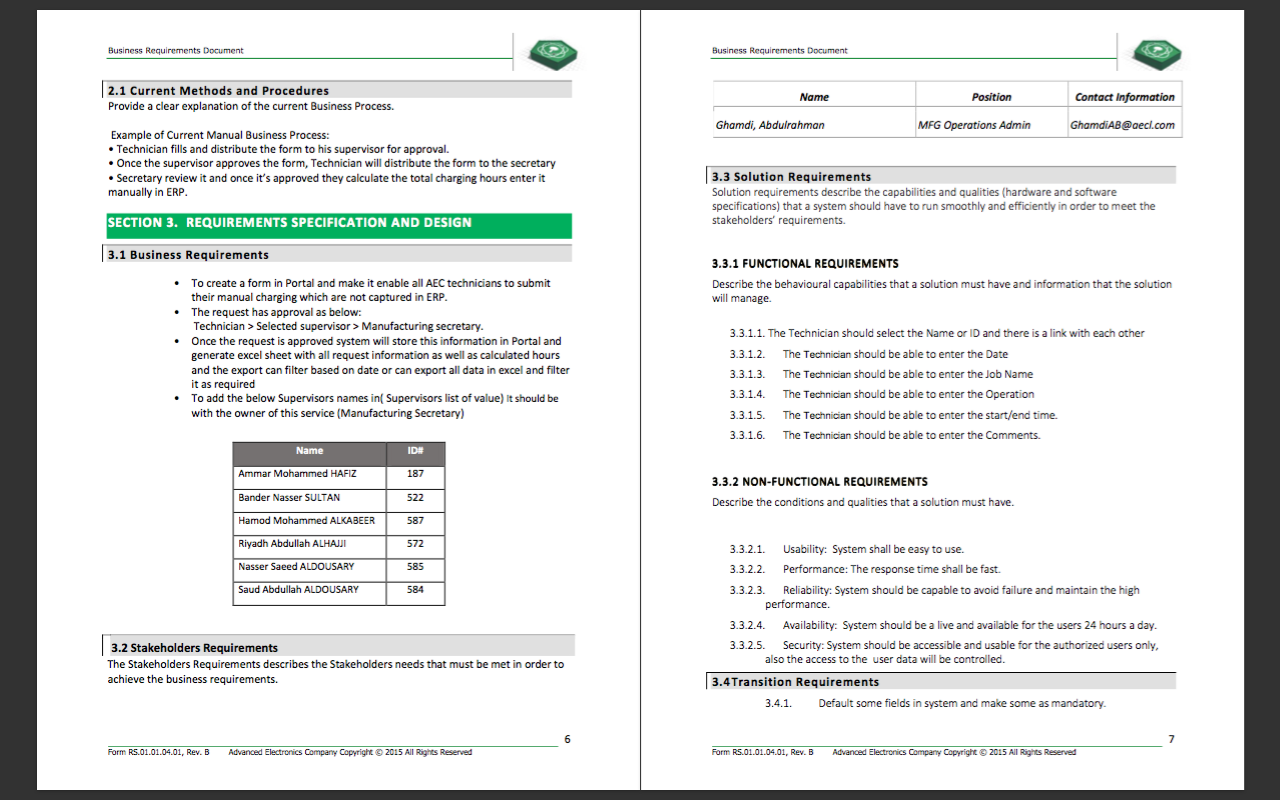 Business Requirements Document
2.1 Current Methods and Procedures
Provide a clear explanation of the current Business Process.
Example of Current Manual Business Process:
• Technician fills and distribute the form to his supervisor for approval.
• Once the supervisor approves the form, Technician will distribute the form to the secretary
• Secretary review it and once it's approved they calculate the total charging hours enter it
manually in ERP.
SECTION 3. REQUIREMENTS SPECIFICATION AND DESIGN
3.1 Business Requirements
• To create a form in Portal and make it enable all AEC technicians to submit
their manual charging which are not captured in ERP.
• The request has approval as below:
Technician > Selected supervisor > Manufacturing secretary.
• Once the request is approved system will store this information in Portal and
generate excel sheet with all request information as well as calculated hours
and the export can filter based on date or can export all data in excel and filter
it as required
• To add the below Supervisors names in( Supervisors list of value) It should be
with the owner of this service (Manufacturing Secretary)
Name ID#
Ammar Mohammed HAFIZ 187
Bander Nasser SULTAN 522
Hamod Mohammed ALKABEER 587
Riyadh Abdullah ALHAJJI 572
Nasser Saeed ALDOUSARY 585
Saud Abdullah ALDOUSARY 584
3.2 Stakeholders Requirements
The Stakeholders Requirements describes the Stakeholders needs that must be met in order to
achieve the business requirements.
6
Form RS.01.01.04.01, Rev. B Advanced Electronics Company Copyright © 2015 All Rights Reserved
Business Requirements Document
Name Position Contact Information
Ghamdi, Abdulrahman MFG Operations Admin GhamdiAB@aecl.com
3.3 Solution Requirements
Solution requirements describe the capabilities and qualities (hardware and software
specifications) that a system should have to run smoothly and efficiently in order to meet the
stakeholders' requirements.
3.3.1 FUNCTIONAL REQUIREMENTS
Describe the behavioural capabilities that a solution must have and information that the solution
will manage.
3.3.1.1. The Technician should select the Name or ID and there is a link with each other
3.3.1.2. The Technician should be able to enter the Date
3.3.1.3. The Technician should be able to enter the Job Name
3.3.1.4. The Technician should be able to enter the Operation
3.3.1.5. The Technician should be able to enter the start/end time.
3.3.1.6. The Technician should be able to enter the Comments.
3.3.2 NON-FUNCTIONAL REQUIREMENTS
Describe the conditions and qualities that a solution must have.
3.3.2.1. Usability: System shall be easy to use.
3.3.2.2. Performance: The response time shall be fast.
3.3.2.3. Reliability: System should be capable to avoid failure and maintain the high
performance.
3.3.2.4. Availability: System should be a live and available for the users 24 hours a day.
3.3.2.5. Security: System should be accessible and usable for the authorized users only,
also the access to the user data will be controlled.
3.4Transition Requirements
3.4.1. Default some fields in system and make some as mandatory.
7
Form RS.01.01.04.01, Rev. B Advanced Electronics Company Copyright © 2015 All Rights Reserved